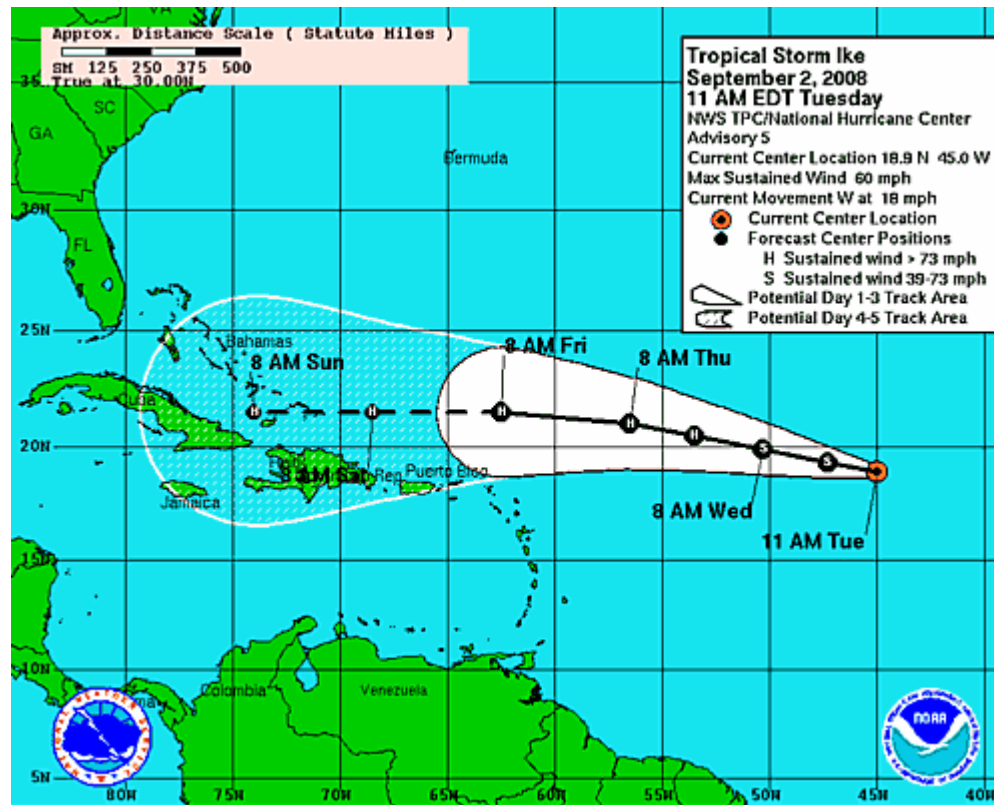 VA
Approx. Distance Scale ( Statute Miles )
SM 125 250 375 500
True at 30.00N
Tropical Storm Ike
September 2, 2008
11 AM EDT Tuesday
NWS TPC/National Hurricane Center
Advisory 5
Current Center Location 18.9 N 45.0 W
Max Sustained Wind 60 mph
Current Movement W at 18 mph
Current Center Location
Forecast Center Positions
H Sustained wind > 73 mph
S Sustained wind 39-73 mph
Potential Day 1-3 Track Area
Potential Day 4-5 Track Area
35N
SC
GA
Bermuda
30N
FL
25N
Bahamas
8 AM Sun
8 AM Fri
8 AM Thu
Cuba
H H H H H S S
20N
8 AM Sat
Rep.
Puerto Rico
Jamaica
8 AM Wed
11 AM Tue
15N
10N
Colombia
Venezuela
NATIONAL WEATHER SERVICE
NOAA
5N
80W 75W 70W 65W 60W 55W 50W 45W 40W